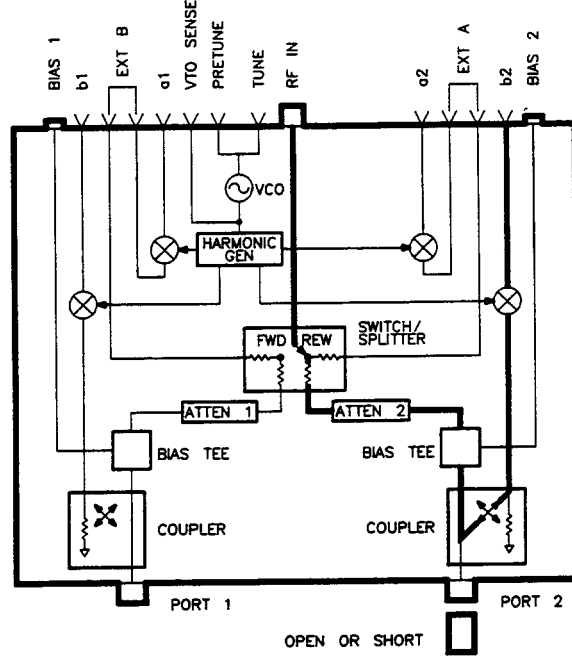 BIAS 1
b1
EXT B
a1
VTO SENSE
PRETUNE
TUNE
RF IN
a2
EXT A
b2
BIAS 2
VCO
HARMONIC
GEN
FWD REW
SWITCH/
SPLITTER
ATTEN 1
ATTEN 2
BIAS TEE
BIAS TEE
COUPLER
COUPLER
PORT 1
PORT 2
OPEN OR SHORT